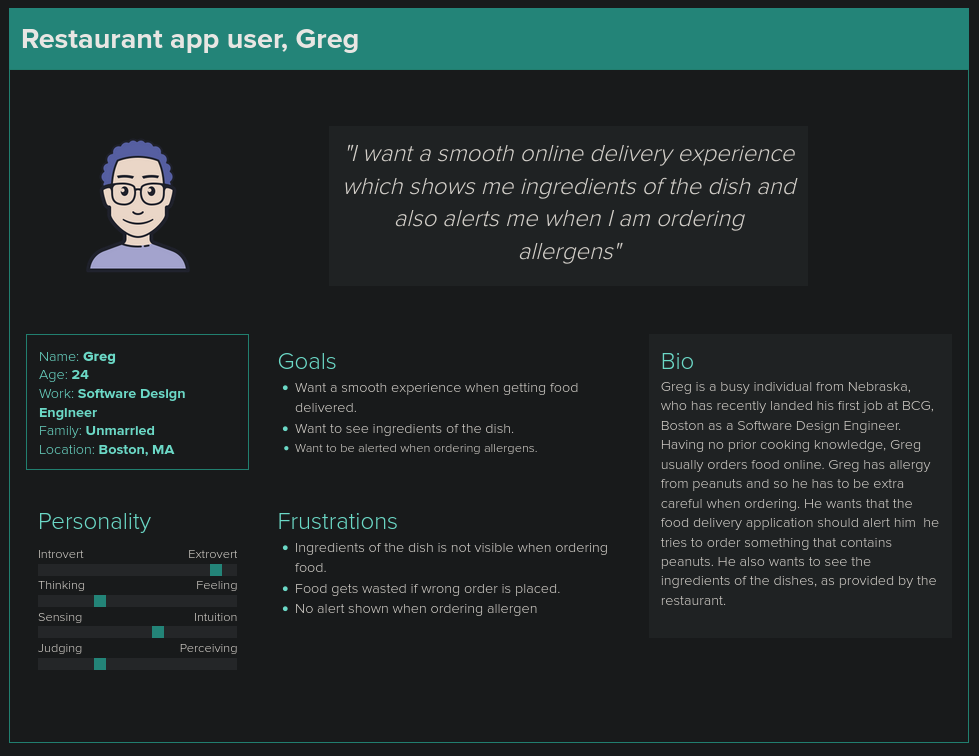 Restaurant app user, Greg
"I want a smooth online delivery experience
which shows me ingredients of the dish and
also alerts me when I am ordering
allergens"
Name: Greg
Age: 24
Work: Software Design
Engineer
Family: Unmarried
Location: Boston, MA
Goals
• Want a smooth experience when getting food
delivered.
• Want to see ingredients of the dish.
• Want to be alerted when ordering allergens.
Bio
Greg is a busy individual from Nebraska,
who has recently landed his first job at BCG,
Boston as a Software Design Engineer.
Having no prior cooking knowledge, Greg
usually orders food online. Greg has allergy
from peanuts and so he has to be extra
careful when ordering. He wants that the
food delivery application should alert him  he
tries to order something that contains
peanuts. He also wants to see the
ingredients of the dishes, as provided by the
restaurant.
Personality
Introvert Extrovert
Thinking Feeling
Sensing Intuition
Judging Perceiving
Frustrations
• Ingredients of the dish is not visible when ordering
food.
• Food gets wasted if wrong order is placed.
• No alert shown when ordering allergen